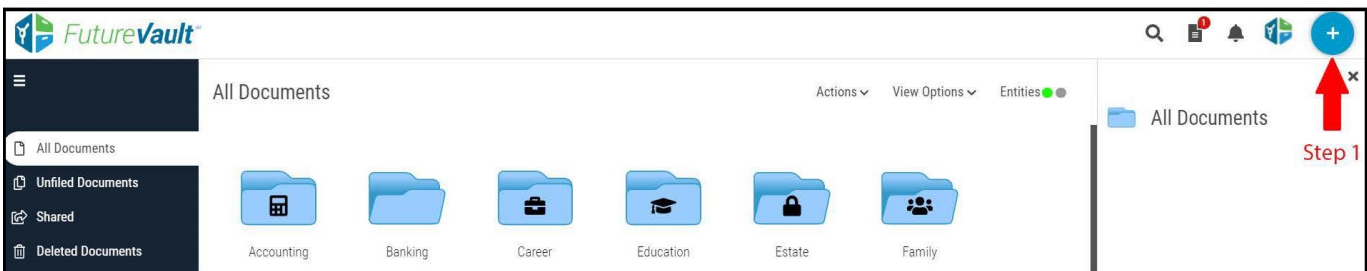 FutureVault
1
+
All Documents
Actions
View Options
Entities
All Documents
Step 1
All Documents
Unfiled Documents
Shared
Deleted Documents
Accounting
Banking
Career
Education
Estate
Family